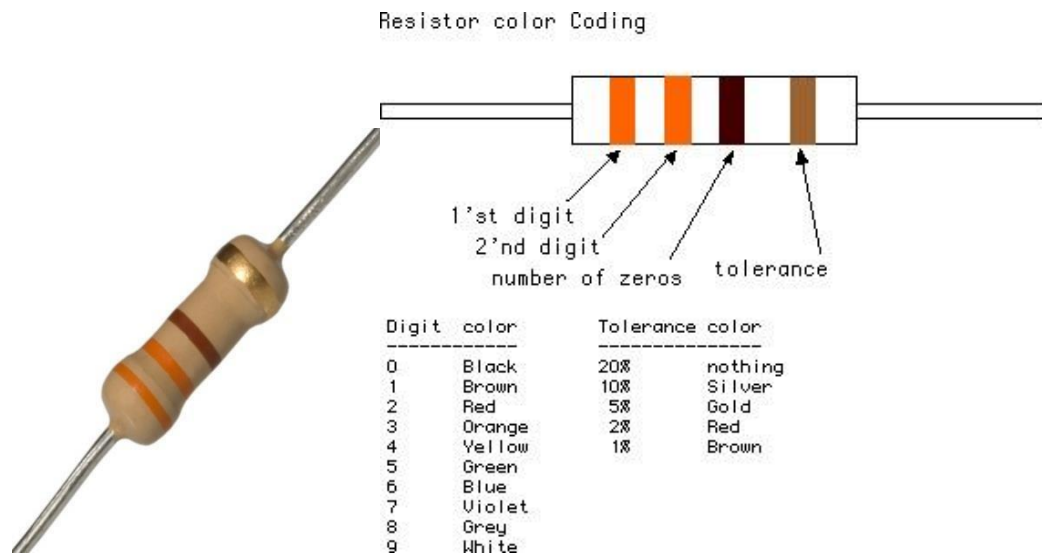 Resistor color Coding
1'st digit
2'nd digit
number of zeros
tolerance
Digit color Tolerance color
------------- ---------------
0 Black 20% nothing
1 Brown 10% Silver
2 Red 5% Gold
3 Orange 2% Red
4 Yellow 1% Brown
5 Green
6 Blue
7 Violet
8 Grey
9 White